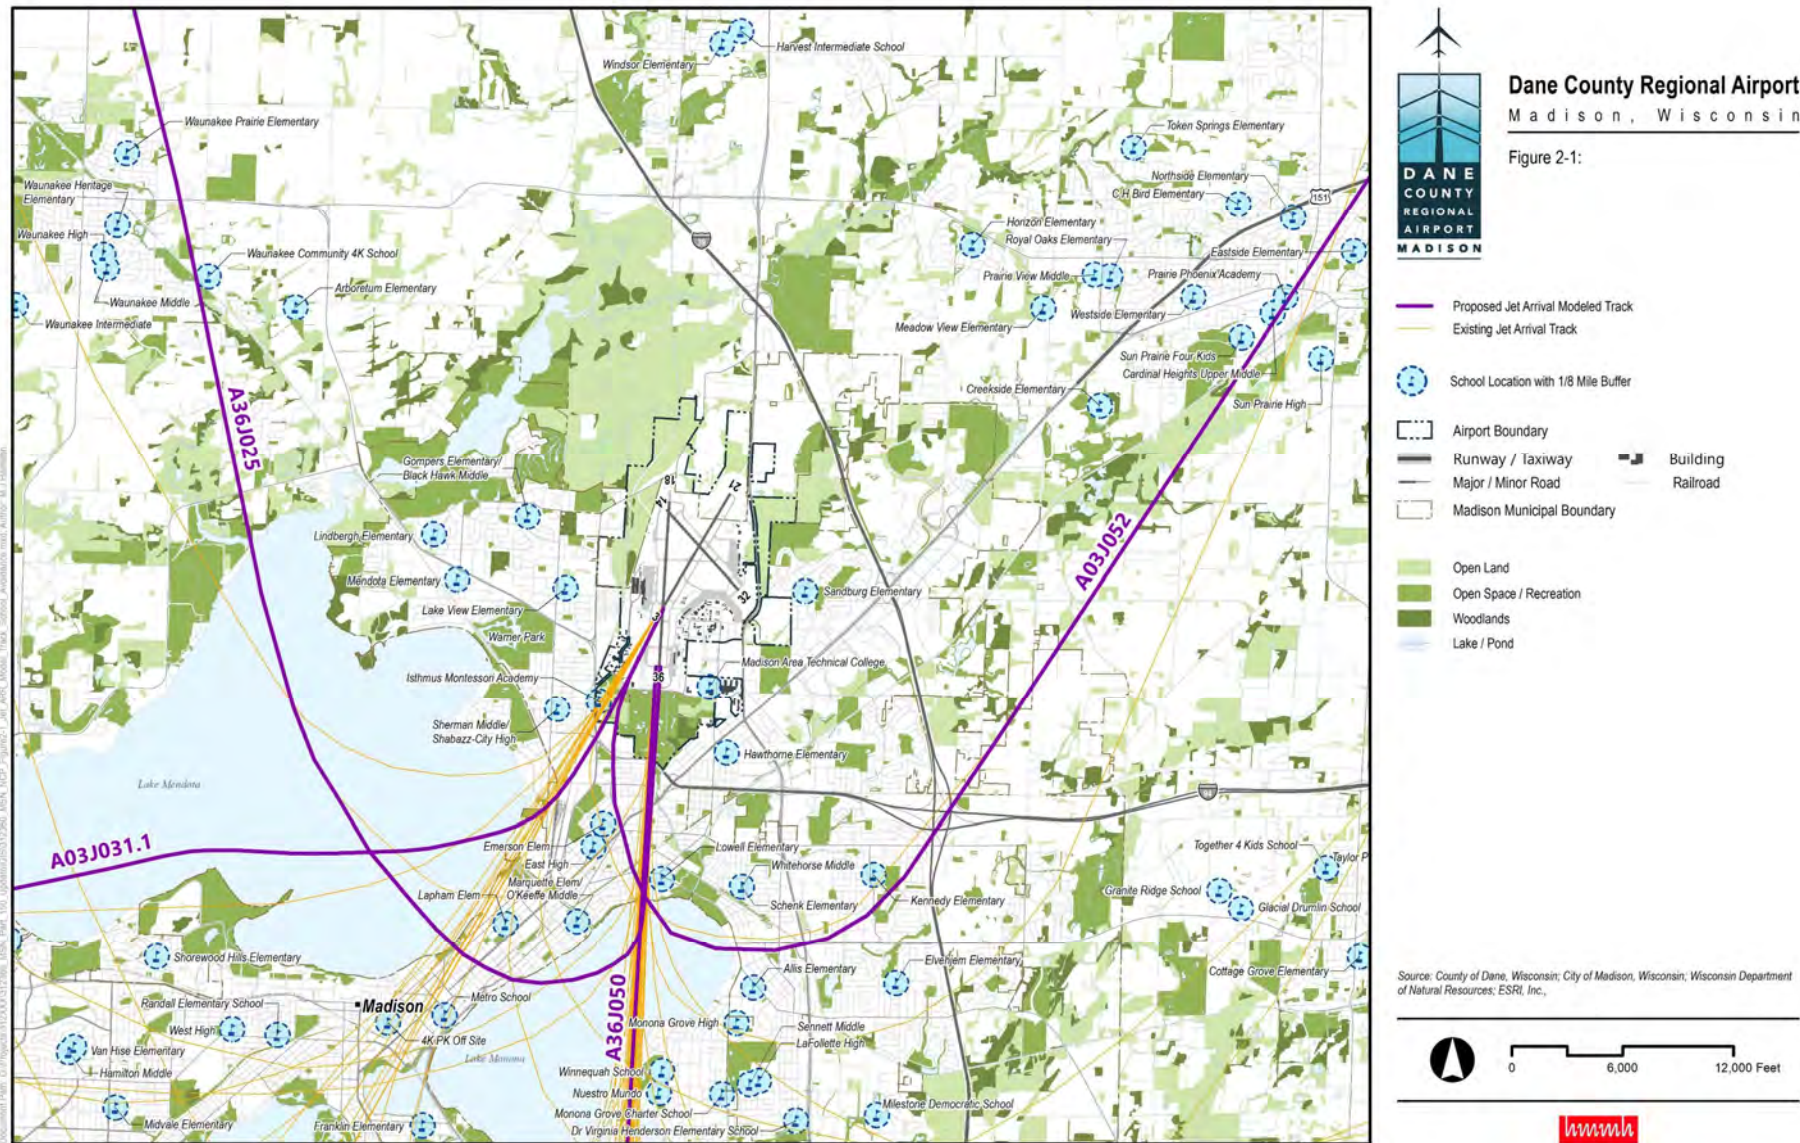 Harvest Intermediate School
Windsor Elementary
Waunakee Prairie Elementary
Token Springs Elementary
Waunakee Heritage
Elementary
Northside Elementary
C H Bird Elementary
151
Waunakee High
Horizon Elementary
Royal Oaks Elementary
Waunakee Community 4K School
Eastside Elementary
Prairie View Middle
Prairie Phoenix Academy
Waunakee Middle
Arboretum Elementary
Waunakee Intermediate
Meadow View Elementary
Westside Elementary
Sun Prairie Four Kids
Cardinal Heights Upper Middle
Creekside Elementary
Sun Prairie High
A36J025
Gompers Elementary/
Black Hawk Middle
18
21
14
Lindbergh Elementary
A03J052
Mendota Elementary
Lake View Elementary
32
Sandburg Elementary
3
Warner Park
Madison Area Technical College
36
Isthmus Montessori Academy
Sherman Middle/
Shabazz-City High
Hawthorne Elementary
Lake Mendota
94
A03J031.1
Emerson Elem
East High
Lowell Elementary
Together 4 Kids School
Taylor P
Whitehorse Middle
Marquette Elem/
O'Keeffe Middle
Lapham Elem
Granite Ridge School
Schenk Elementary
Kennedy Elementary
Glacial Drumlin School
Shorewood Hills Elementary
Allis Elementary
Elvehjem Elementary
Cottage Grove Elementary
A36J050
Randall Elementary School
Madison
Metro School
West High
4K PK Off Site
Monona Grove High
Sennett Middle
LaFollette High
Van Hise Elementary
Lake Monona
Hamilton Middle
Winnequah School
Nuestro Mundo
Monona Grove Charter School
Milestone Democratic School
Midvale Elementary
Franklin Elementary
Dr Virginia Henderson Elementary School
DANE
COUNTY
REGIONAL
AIRPORT
MADISON
Dane County Regional Airport
Madison, Wisconsin
Figure 2-1:
Proposed Jet Arrival Modeled Track
Existing Jet Arrival Track
School Location with 1/8 Mile Buffer
Airport Boundary
Runway / Taxiway
Building
Major / Minor Road
Railroad
Madison Municipal Boundary
Open Land
Open Space / Recreation
Woodlands
Lake / Pond
Source: County of Dane, Wisconsin; City of Madison, Wisconsin; Wisconsin Department
of Natural Resources; ESRI, Inc.,
0 6,000 12,000 Feet
hmmh